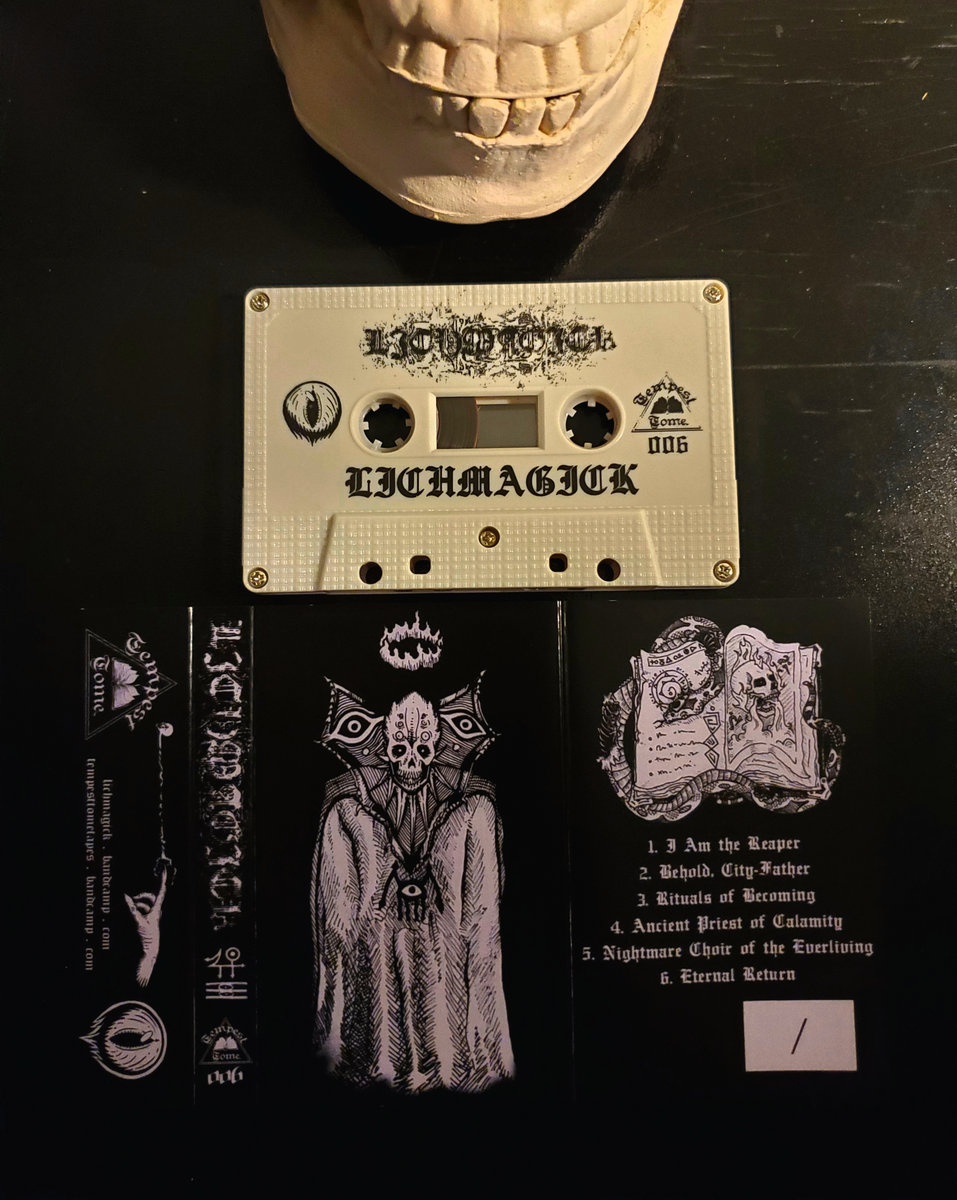 LICHMAGICK
Tempest
Tome
006
LICHMAGICK
Tempest
Tome
lichmagick . bandcamp . com
tempesttometapes . bandcamp . com
LICHMAGICK
Tempest
Tome
006
1. I Am the Reaper
2. Behold, City-Father
3. Rituals of Becoming
4. Ancient Priest of Calamity
5. Nightmare Choir of the Everliving
6. Eternal Return
/